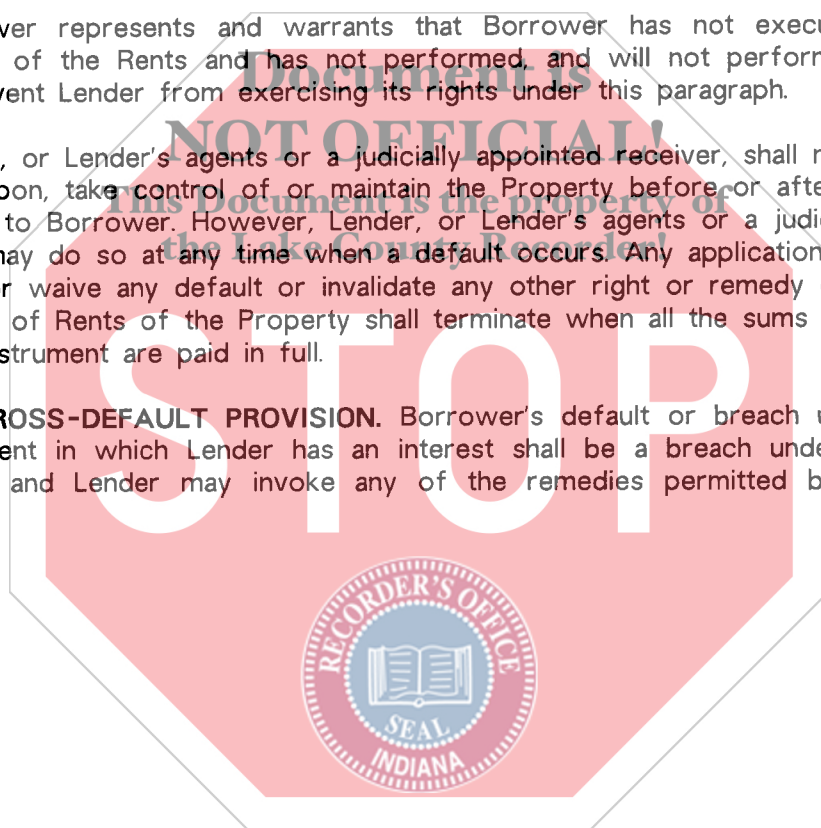 ver represents and warrants that Borrower has not execu
of the Rents and has not performed, and will not perform
vent Lender from exercising its rights under this paragraph.
Document is
NOT OFFICIAL!
This Document is the property of
the Lake County Recorder!
, or Lender's agents or a judicially appointed receiver, shall
pon, take control of or maintain the Property before or afte
to Borrower. However, Lender, or Lender's agents or a judi
may do so at any time when a default occurs. Any application
r waive any default or invalidate any other right or remedy
of Rents of the Property shall terminate when all the sums
strument are paid in full.
STOP
ROSS-DEFAULT PROVISION. Borrower's default or breach
ent in which Lender has an interest shall be a breach unde
and Lender may invoke any of the remedies permitted b
RECORDER'S OFFICE
SEAL
INDIANA